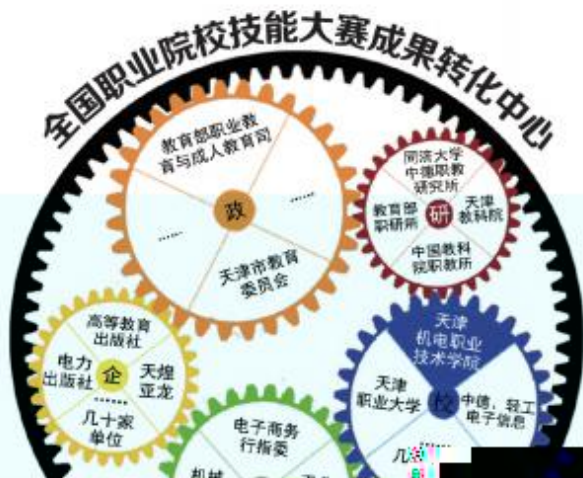 全国职业院校技能大赛成果转化中心
教育部职业教
育与成人教育司
……
……
政
天津市教育
委员会
同济大学
中德职教
研究所
教育部
职研所
研
天津
教科院
中国教科
院职教所
高等教育
出版社
电力
出版社
企
天煌
亚龙
……
几十家
单位
天津
机电职业
技术学院
天津
职业大学
校
中德、轻工
电子信息
……
电子商务
行指委
机械